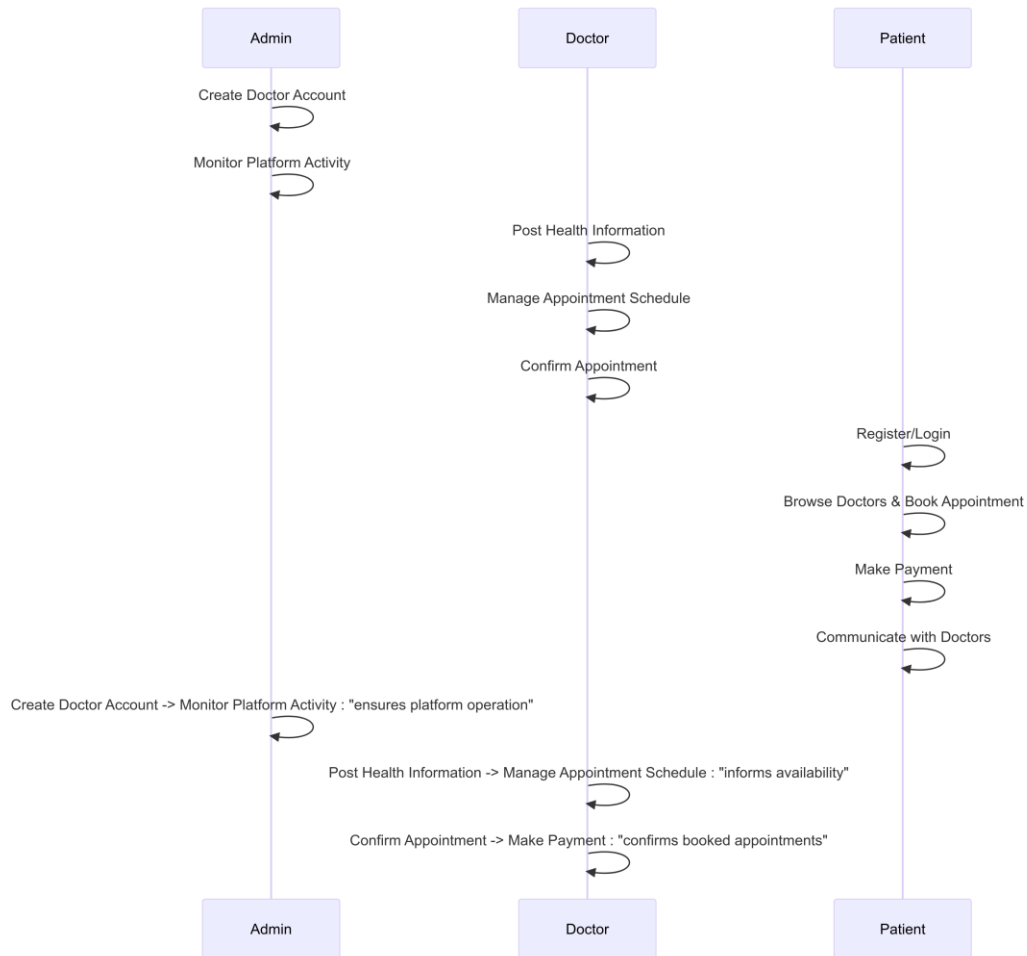 Admin
Doctor
Patient
Create Doctor Account
Monitor Platform Activity
Post Health Information
Manage Appointment Schedule
Confirm Appointment
Register/Login
Browse Doctors & Book Appointment
Make Payment
Communicate with Doctors
Create Doctor Account -> Monitor Platform Activity : "ensures platform operation"
Post Health Information -> Manage Appointment Schedule : "informs availability"
Confirm Appointment -> Make Payment : "confirms booked appointments"
Admin
Doctor
Patient